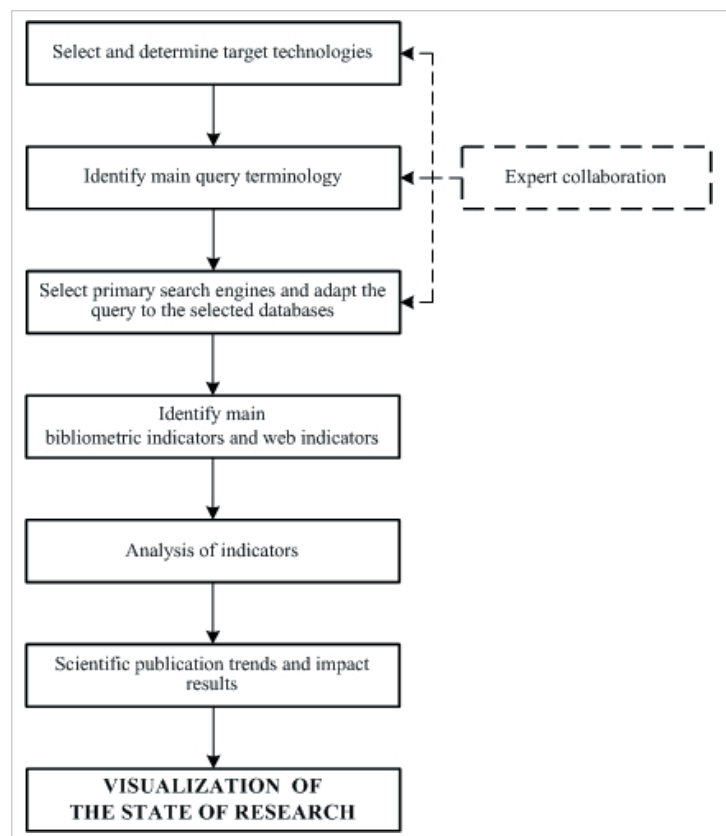 Select and determine target technologies
Identify main query terminology
Expert collaboration
Select primary search engines and adapt the
query to the selected databases
Identify main
bibliometric indicators and web indicators
Analysis of indicators
Scientific publication trends and impact
results
VISUALIZATION OF
THE STATE OF RESEARCH